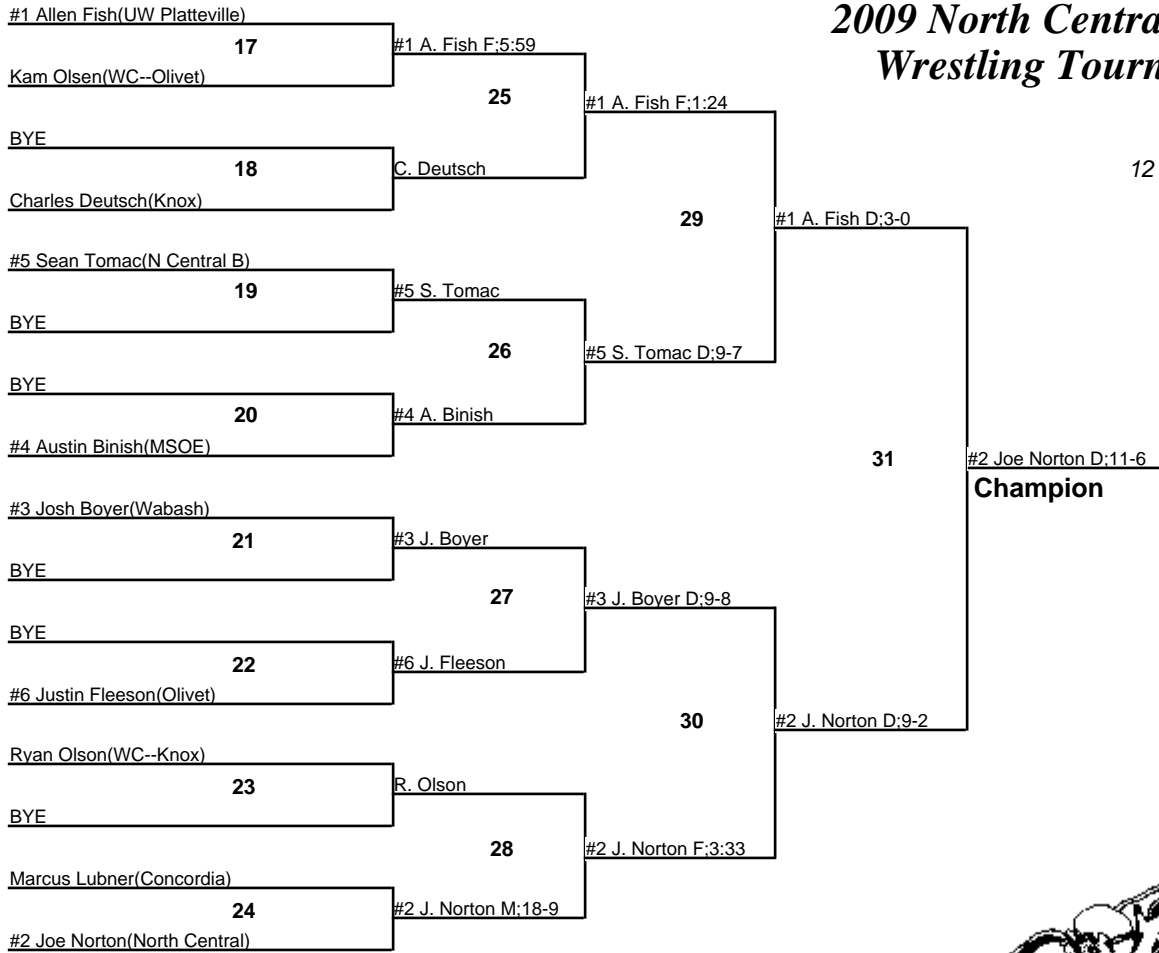 2009 North Centra
Wrestling Tourn
12
#1 Allen Fish(UW Platteville)
17
Kam Olsen(WC--Olivet)
BYE
18
Charles Deutsch(Knox)
#5 Sean Tomac(N Central B)
19
BYE
BYE
20
#4 Austin Binish(MSOE)
#3 Josh Boyer(Wabash)
21
BYE
BYE
22
#6 Justin Fleeson(Olivet)
Ryan Olson(WC--Knox)
23
BYE
Marcus Lubner(Concordia)
24
#2 Joe Norton(North Central)
#1 A. Fish F;5:59
25
C. Deutsch
#5 S. Tomac
26
#4 A. Binish
#3 J. Boyer
27
#6 J. Fleeson
R. Olson
28
#2 J. Norton M;18-9
#1 A. Fish F;1:24
29
#5 S. Tomac D;9-7
#3 J. Boyer D;9-8
30
#2 J. Norton F;3:33
#1 A. Fish D;3-0
31
#2 J. Norton D;9-2
#2 Joe Norton D;11-6
Champion